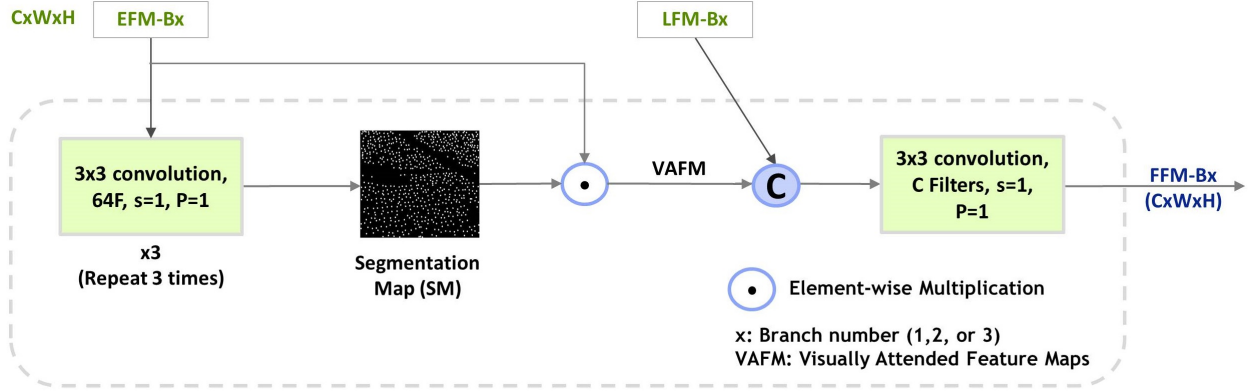 CxWxH
EFM-Bx
LFM-Bx
3x3 convolution,
64F, s=1, P=1
x3
(Repeat 3 times)
Segmentation
Map (SM)
VAFM
C
3x3 convolution,
C Filters, s=1,
P=1
FFM-Bx
(CxWxH)
Element-wise Multiplication
x: Branch number (1,2, or 3)
VAFM: Visually Attended Feature Maps